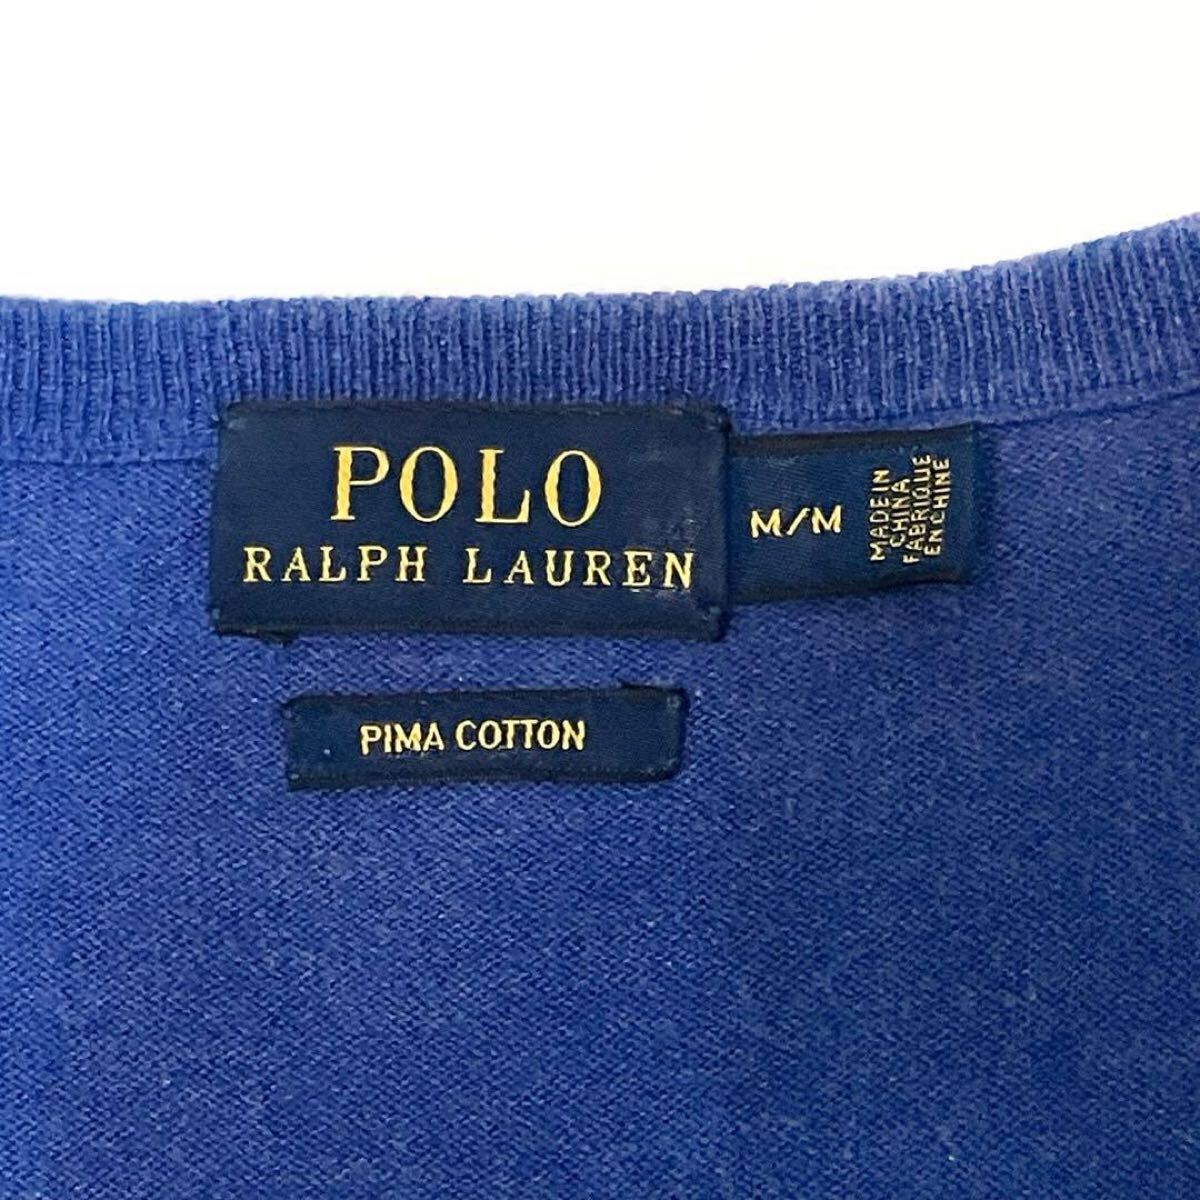 POLO
RALPH LAUREN
M/M
MADE IN
CHINA
FABRIQUE
EN CHINE
PIMA COTTON